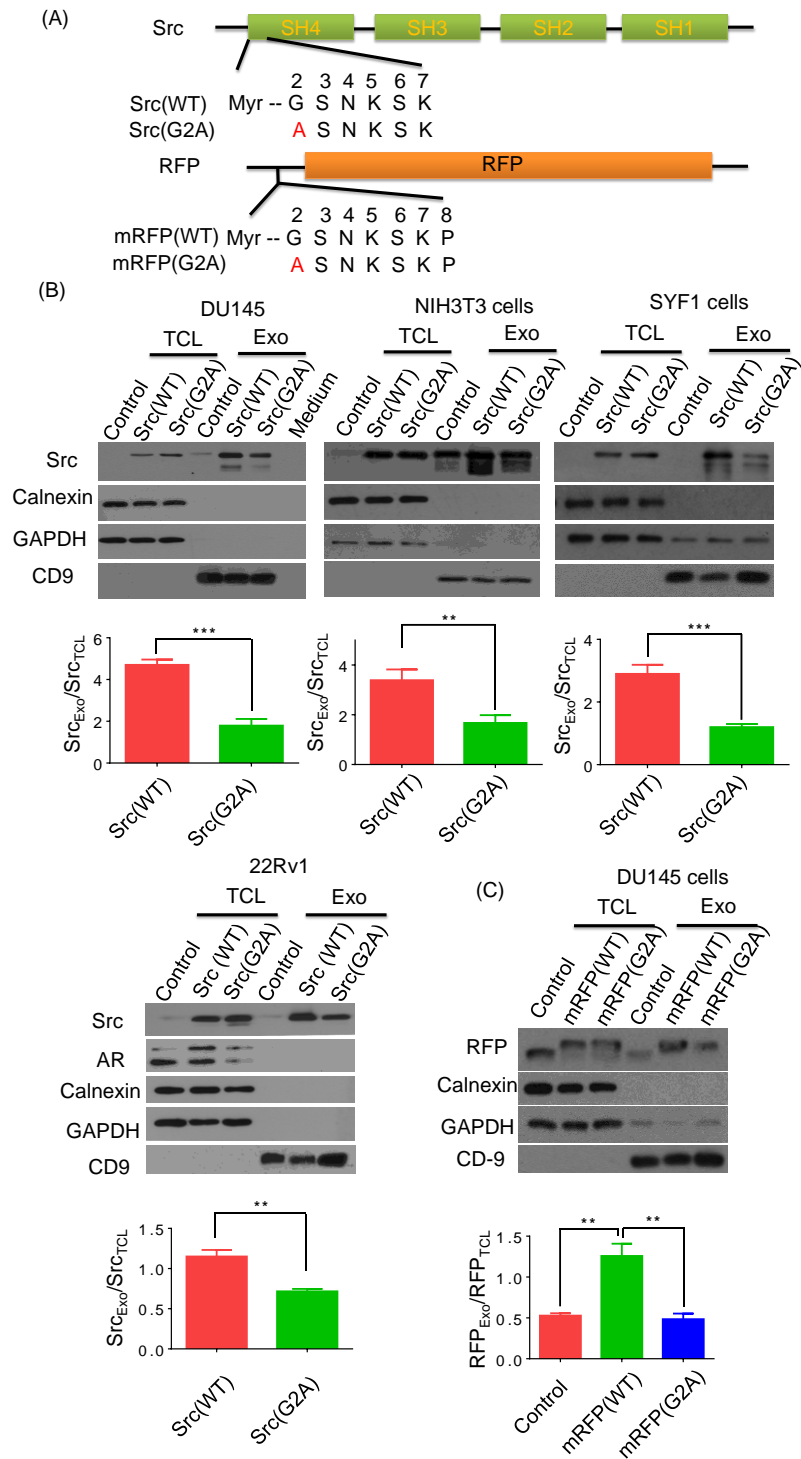 (A)
Src SH4 SH3 SH2 SH1
2 3 4 5 6 7
Src(WT) Myr -- G S N K S K
Src(G2A) A S N K S K
RFP RFP
2 3 4 5 6 7 8
mRFP(WT) Myr -- G S N K S K P
mRFP(G2A) A S N K S K P
(B)
DU145
TCL Exo
Control Src(WT) Src(G2A) Control Src(WT) Src(G2A) Medium
NIH3T3 cells
TCL Exo
Control Src(WT) Src(G2A) Control Src(WT) Src(G2A)
SYF1 cells
TCL Exo
Control Src(WT) Src(G2A) Control Src(WT) Src(G2A)
Src
Calnexin
GAPDH
CD9
SrcExo/SrcTCL
6
4
2
0
***
Src(WT) Src(G2A)
SrcExo/SrcTCL
4
2
0
**
Src(WT) Src(G2A)
SrcExo/SrcTCL
4
2
0
***
Src(WT) Src(G2A)
22Rv1
TCL Exo
Control Src (WT) Src(G2A) Control Src (WT) Src(G2A)
Src
AR
Calnexin
GAPDH
CD9
SrcExo/SrcTCL
1.5
1.0
0.5
0.0
**
Src(WT) Src(G2A)
(C)
DU145 cells
TCL Exo
Control mRFP(WT) mRFP(G2A) Control mRFP(WT) mRFP(G2A)
RFP
Calnexin
GAPDH
CD-9
RFPExo/RFPTCL
1.5
1.0
0.5
0.0
** **
Control mRFP(WT) mRFP(G2A)